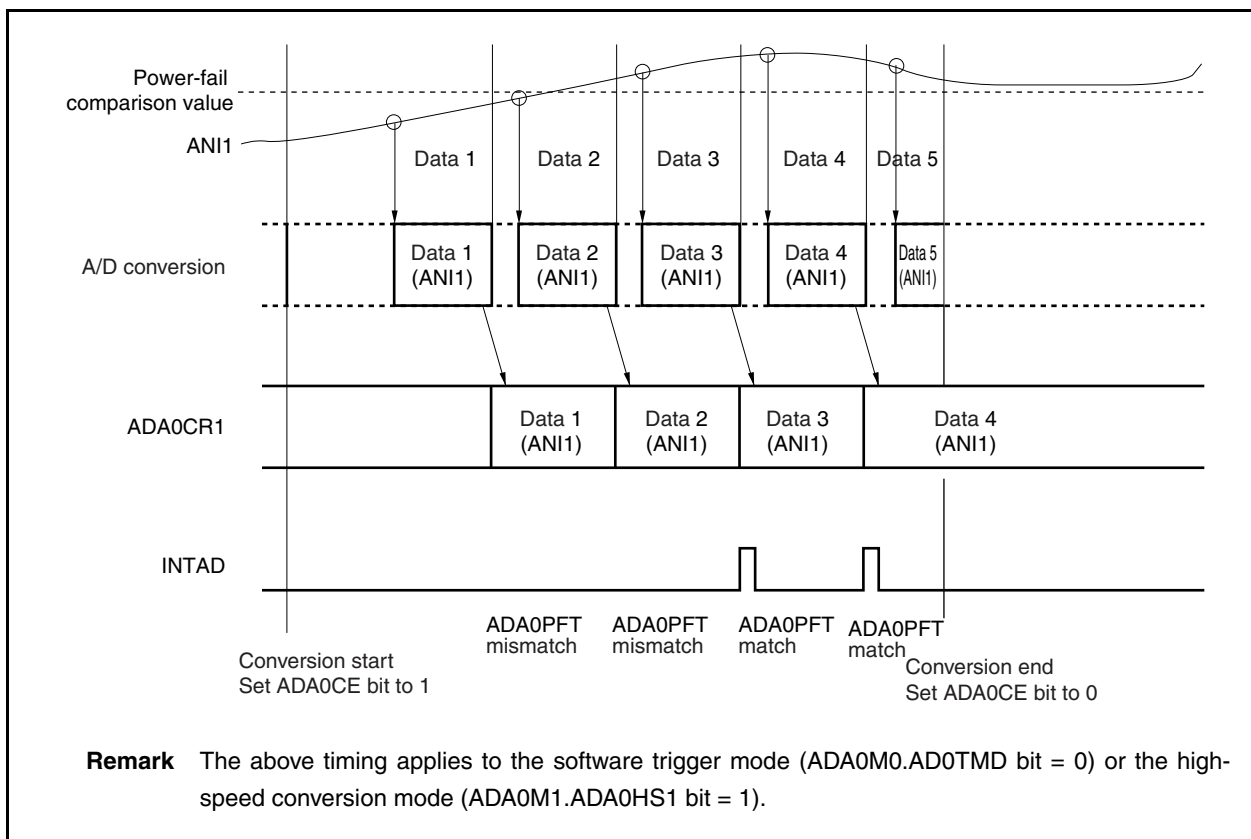 Power-fail
comparison value
ANI1
Data 1
Data 2
Data 3
Data 4
Data 5
A/D conversion
Data 1
(ANI1)
Data 2
(ANI1)
Data 3
(ANI1)
Data 4
(ANI1)
Data 5
(ANI1)
ADA0CR1
Data 1
(ANI1)
Data 2
(ANI1)
Data 3
(ANI1)
Data 4
(ANI1)
INTAD
ADA0PFT
mismatch
ADA0PFT
mismatch
ADA0PFT
match
ADA0PFT
match
Conversion start
Set ADA0CE bit to 1
Conversion end
Set ADA0CE bit to 0
Remark The above timing applies to the software trigger mode (ADA0M0.AD0TMD bit = 0) or the high-
speed conversion mode (ADA0M1.ADA0HS1 bit = 1).